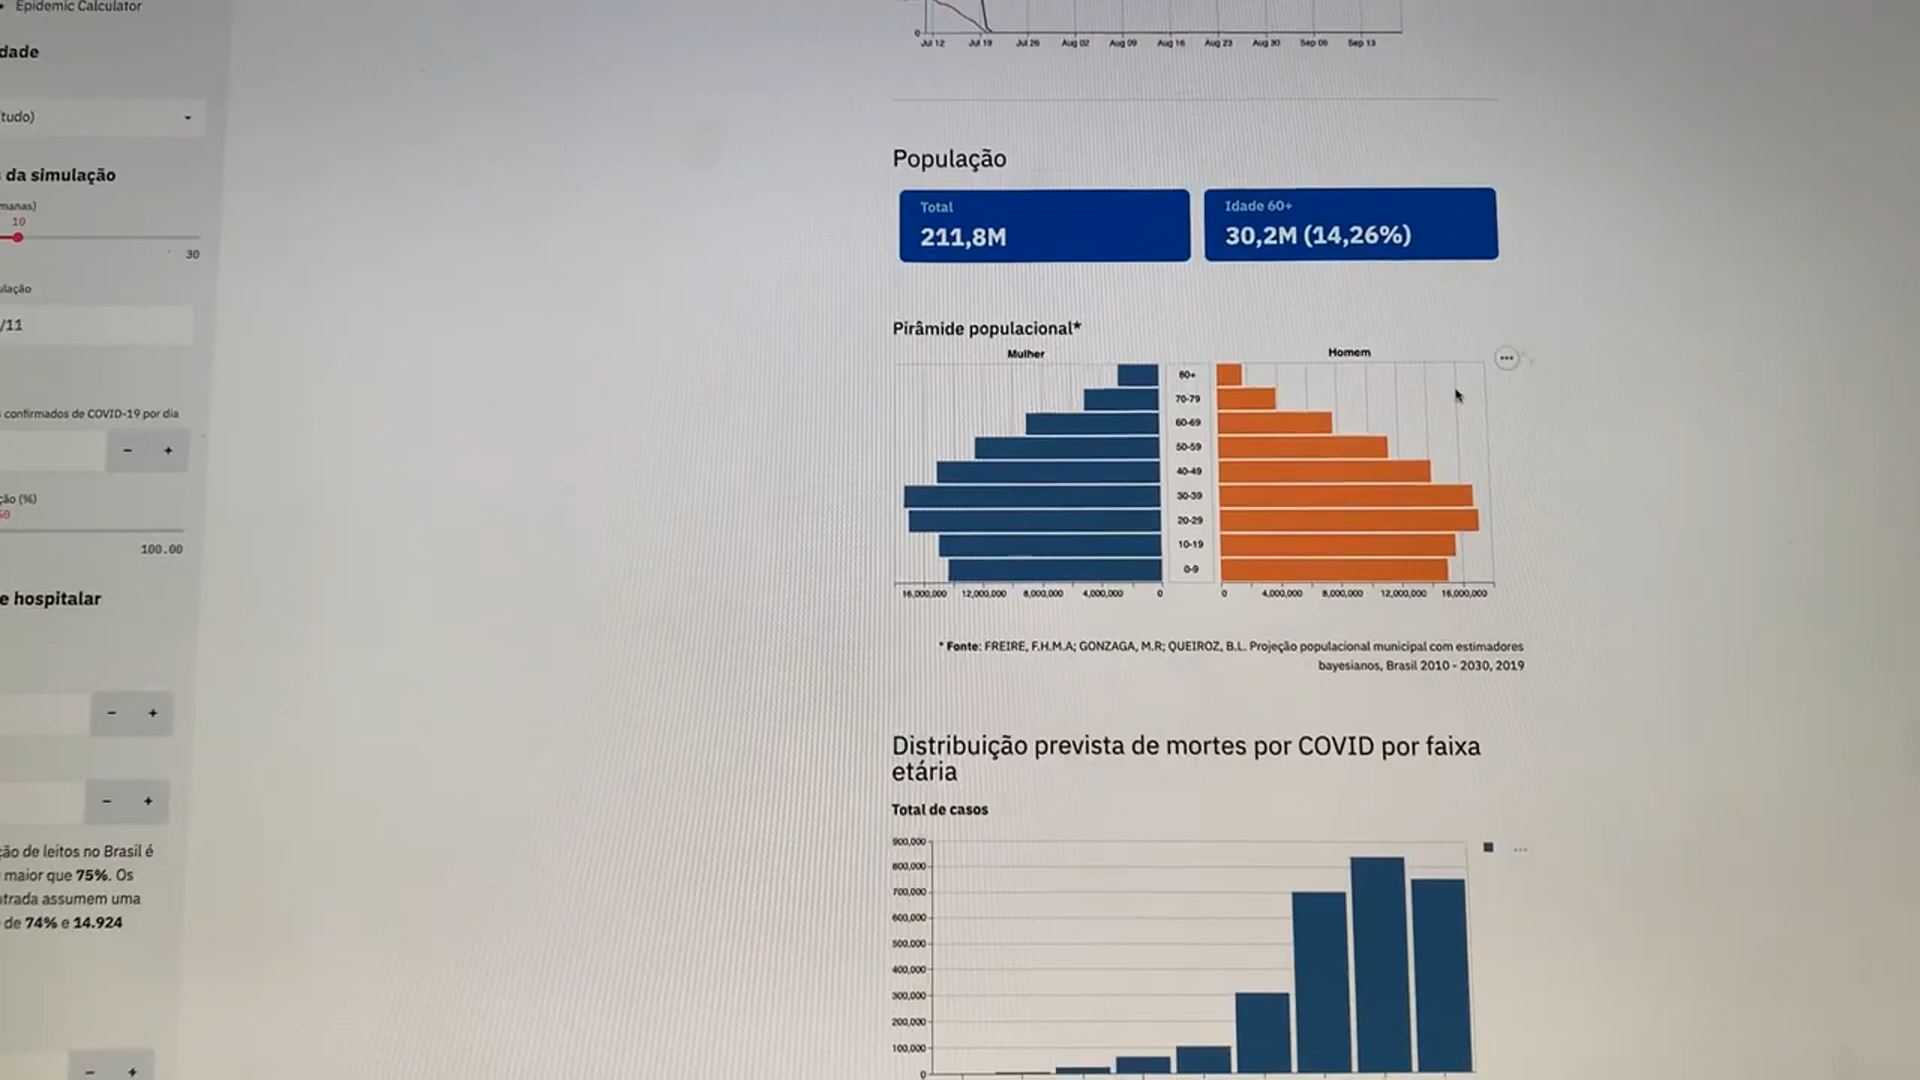 Epidemic Calculator
dade
tudo)
da simulação
manas)
10
30
ulação
/11
confirmados de COVID-19 por dia
- +
ção (%)
100.00
e hospitalar
- +
- +
ção de leitos no Brasil é
maior que 75%. Os
ntrada assumem uma
de 74% e 14.924
- +
0
Jul 12 Jul 19 Jul 26 Aug 02 Aug 09 Aug 16 Aug 23 Aug 30 Sep 06 Sep 13
População
Total
211,8M
Idade 60+
30,2M (14,26%)
Pirâmide populacional*
Mulher Homem
80+
70-79
60-69
50-59
40-49
30-39
20-29
10-19
0-9
16,000,000 12,000,000 8,000,000 4,000,000 0 0 4,000,000 8,000,000 12,000,000 16,000,000
* Fonte: FREIRE, F.H.M.A; GONZAGA, M.R; QUEIROZ, B.L. Projeção populacional municipal com estimadores
bayesianos, Brasil 2010 - 2030, 2019
Distribuição prevista de mortes por COVID por faixa
etária
Total de casos
900,000
800,000
700,000
600,000
500,000
400,000
300,000
200,000
100,000
0